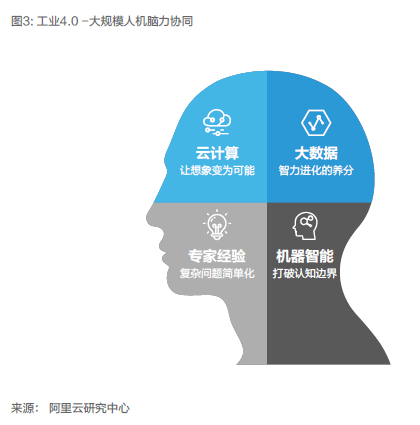 图3: 工业4.0 –大规模人机脑力协同
云计算
让想象变为可能
大数据
智力进化的养分
专家经验
复杂问题简单化
机器智能
打破认知边界
来源： 阿里云研究中心